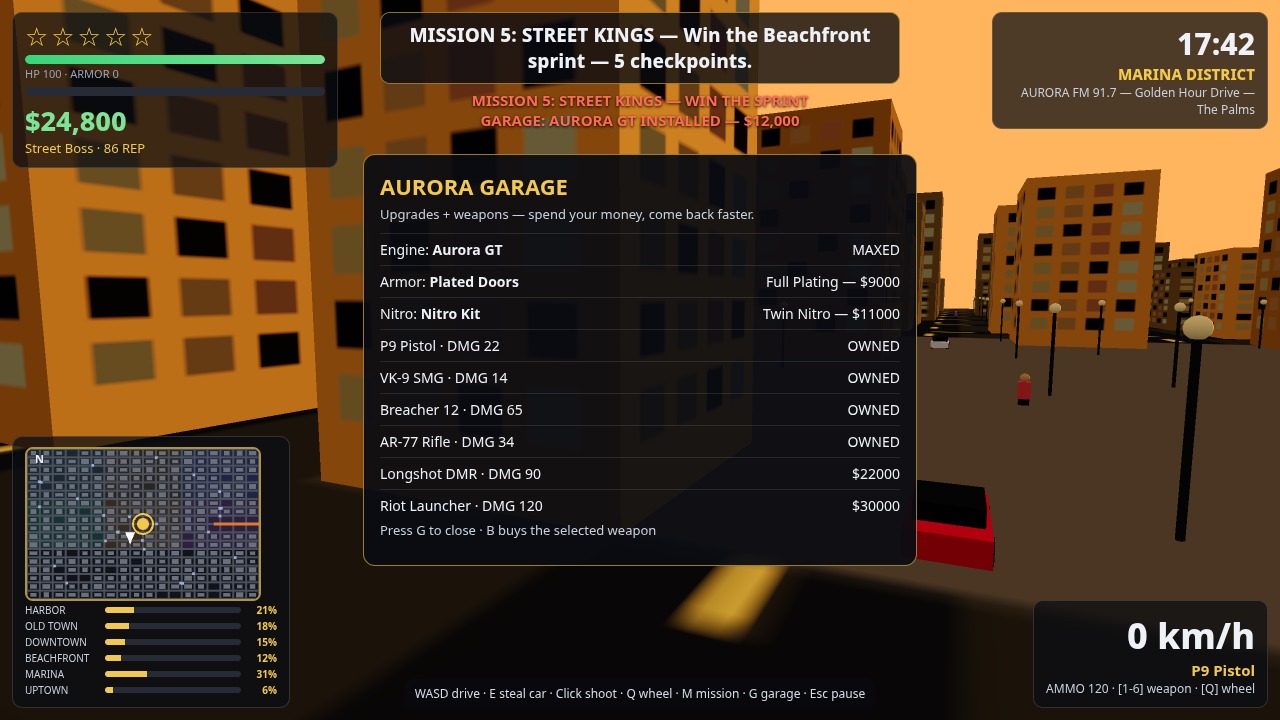 ☆☆☆☆☆
HP 100 · ARMOR 0
$24,800
Street Boss · 86 REP
MISSION 5: STREET KINGS — Win the Beachfront
sprint — 5 checkpoints.
MISSION 5: STREET KINGS — WIN THE SPRINT
GARAGE: AURORA GT INSTALLED — $12,000
17:42
MARINA DISTRICT
AURORA FM 91.7 — Golden Hour Drive —
The Palms
AURORA GARAGE
Upgrades + weapons — spend your money, come back faster.
Engine: Aurora GT MAXED
Armor: Plated Doors Full Plating — $9000
Nitro: Nitro Kit Twin Nitro — $11000
P9 Pistol · DMG 22 OWNED
VK-9 SMG · DMG 14 OWNED
Breacher 12 · DMG 65 OWNED
AR-77 Rifle · DMG 34 OWNED
Longshot DMR · DMG 90 $22000
Riot Launcher · DMG 120 $30000
Press G to close · B buys the selected weapon
N
HARBOR 21%
OLD TOWN 18%
DOWNTOWN 15%
BEACHFRONT 12%
MARINA 31%
UPTOWN 6%
WASD drive · E steal car · Click shoot · Q wheel · M mission · G garage · Esc pause
0 km/h
P9 Pistol
AMMO 120 · [1-6] weapon · [Q] wheel